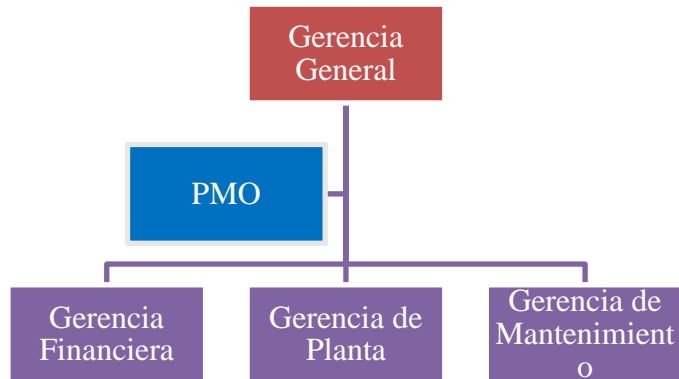 Gerencia
General
PMO
Gerencia
Financiera
Gerencia de
Planta
Gerencia de
Mantenimient
o